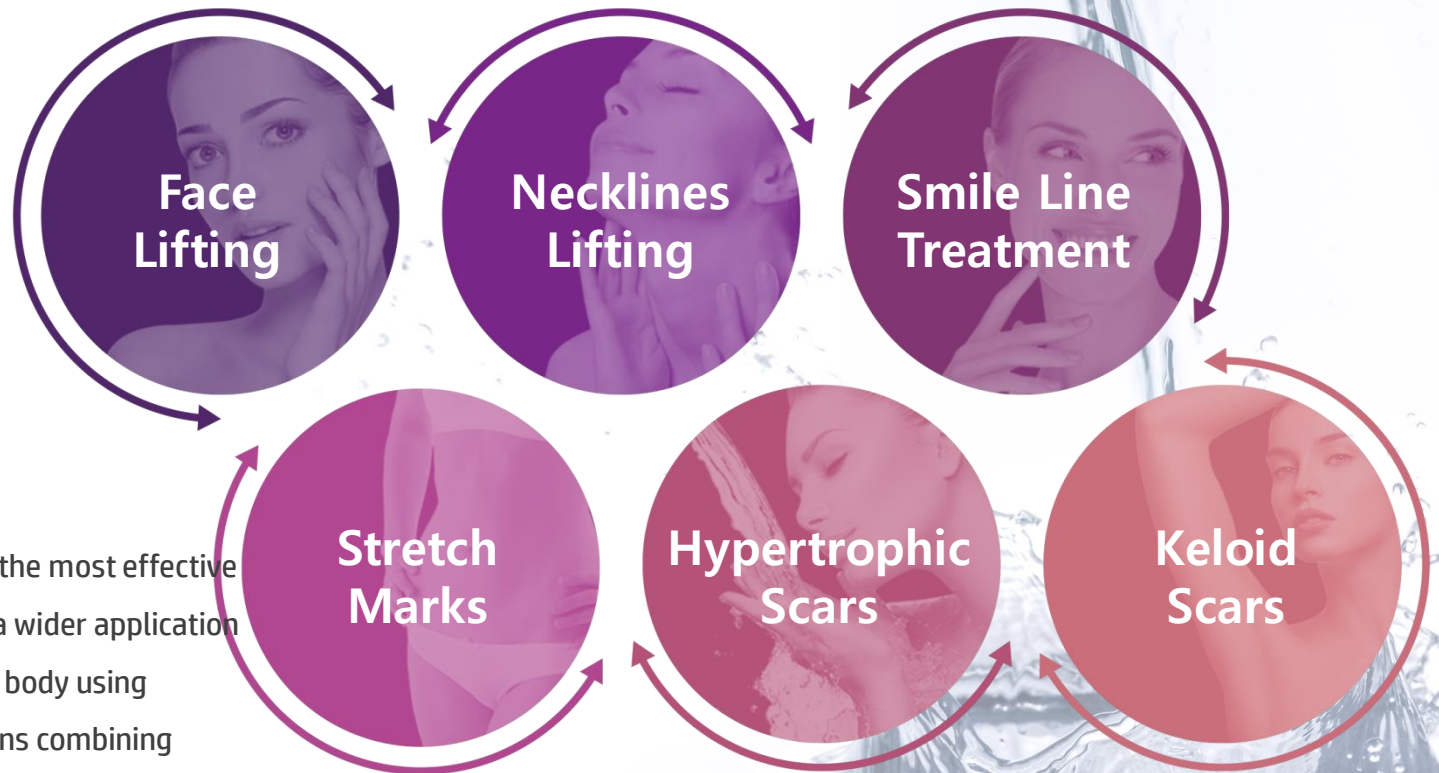 Face
Lifting
Necklines
Lifting
Smile Line
Treatment
Stretch
Marks
Hypertrophic
Scars
Keloid
Scars
the most effective
a wider application
body using
ns combining